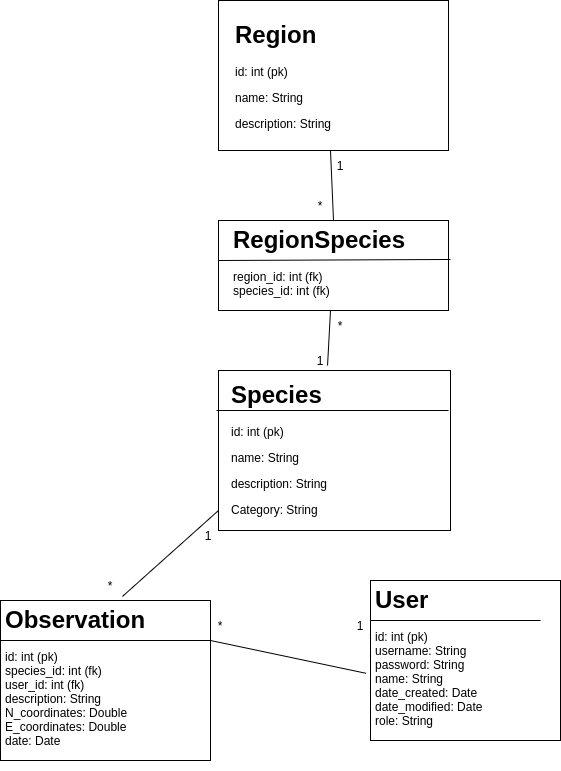 Region
id: int (pk)
name: String
description: String
1
*
RegionSpecies
region_id: int (fk)
species_id: int (fk)
*
1
Species
id: int (pk)
name: String
description: String
Category: String
1
*
Observation
id: int (pk)
species_id: int (fk)
user_id: int (fk)
description: String
N_coordinates: Double
E_coordinates: Double
date: Date
*
1
User
id: int (pk)
username: String
password: String
name: String
date_created: Date
date_modified: Date
role: String